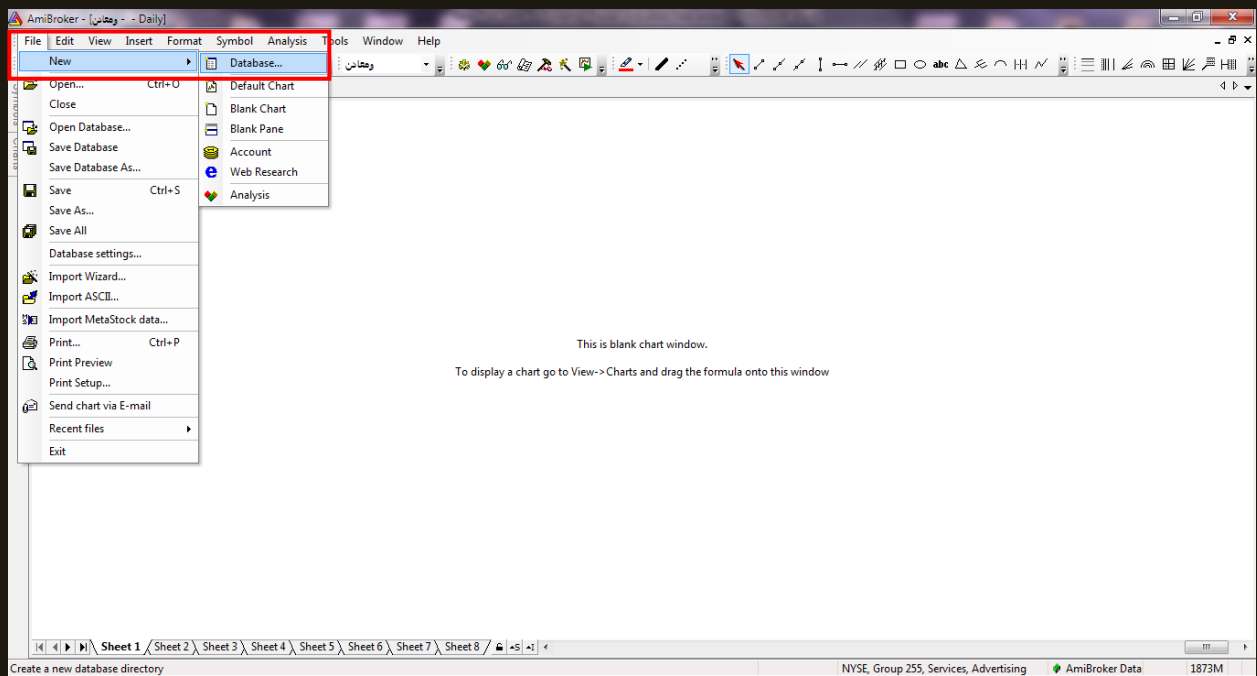 AmiBroker - [ومعادن - - Daily]
File Edit View Insert Format Symbol Analysis Tools Window Help
New Database... ومعادن
Open... Ctrl+O Default Chart
Close Blank Chart
Open Database... Blank Pane
Save Database Account
Save Database As... Web Research
Save Ctrl+S Analysis
Save As...
Save All
Database settings...
Import Wizard...
Import ASCII...
Import MetaStock data...
Print... Ctrl+P
Print Preview
Print Setup...
Send chart via E-mail
Recent files
Exit
abc
This is blank chart window.
To display a chart go to View->Charts and drag the formula onto this window
Sheet 1 Sheet 2 Sheet 3 Sheet 4 Sheet 5 Sheet 6 Sheet 7 Sheet 8
Create a new database directory NYSE, Group 255, Services, Advertising AmiBroker Data 1873M